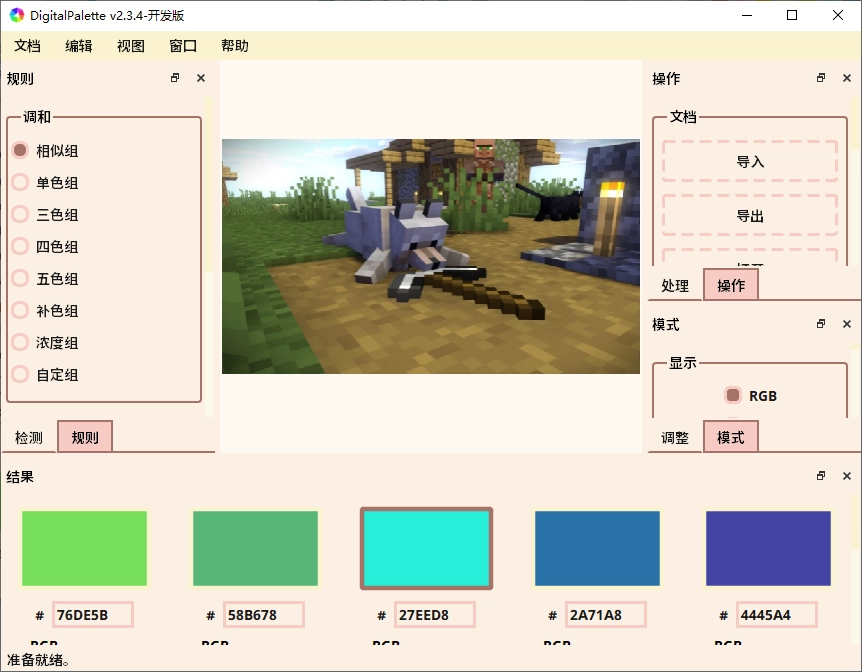 DigitalPalette v2.3.4-开发版
文档 编辑 视图 窗口 帮助
规则
调和
相似组
单色组
三色组
四色组
五色组
补色组
浓度组
自定组
检测 规则
操作
文档
导入
导出
打开
处理 操作
模式
显示
RGB
调整 模式
结果
# 76DE5B # 58B678 # 27EED8 # 2A71A8 # 4445A4
RGB RGB RGB RGB RGB
准备就绪。